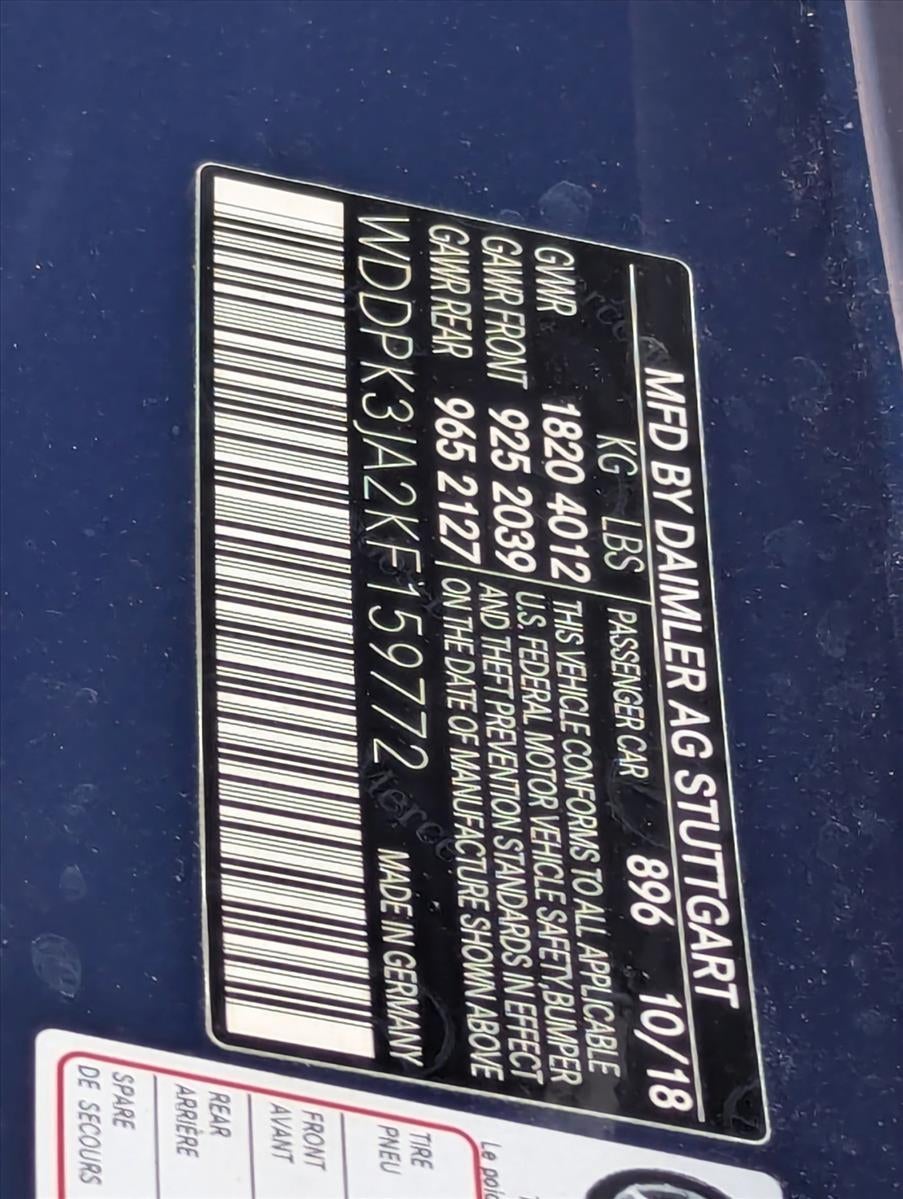 MFD BY DAIMLER AG STUTTGART
KG LBS PASSENGER CAR 896 10/18
GVWR 1820 4012 THIS VEHICLE CONFORMS TO ALL APPLICABLE
GAWR FRONT 925 2039 U.S. FEDERAL MOTOR VEHICLE SAFETY, BUMPER
GAWR REAR 965 2127 AND THEFT PREVENTION STANDARDS IN EFFECT
ON THE DATE OF MANUFACTURE SHOWN ABOVE
WDDPK3JA2KF159772 MADE IN GERMANY
Le
TIRE
PNEU
FRONT
AVANT
REAR
ARRIÈRE
SPARE
DE SECOURS